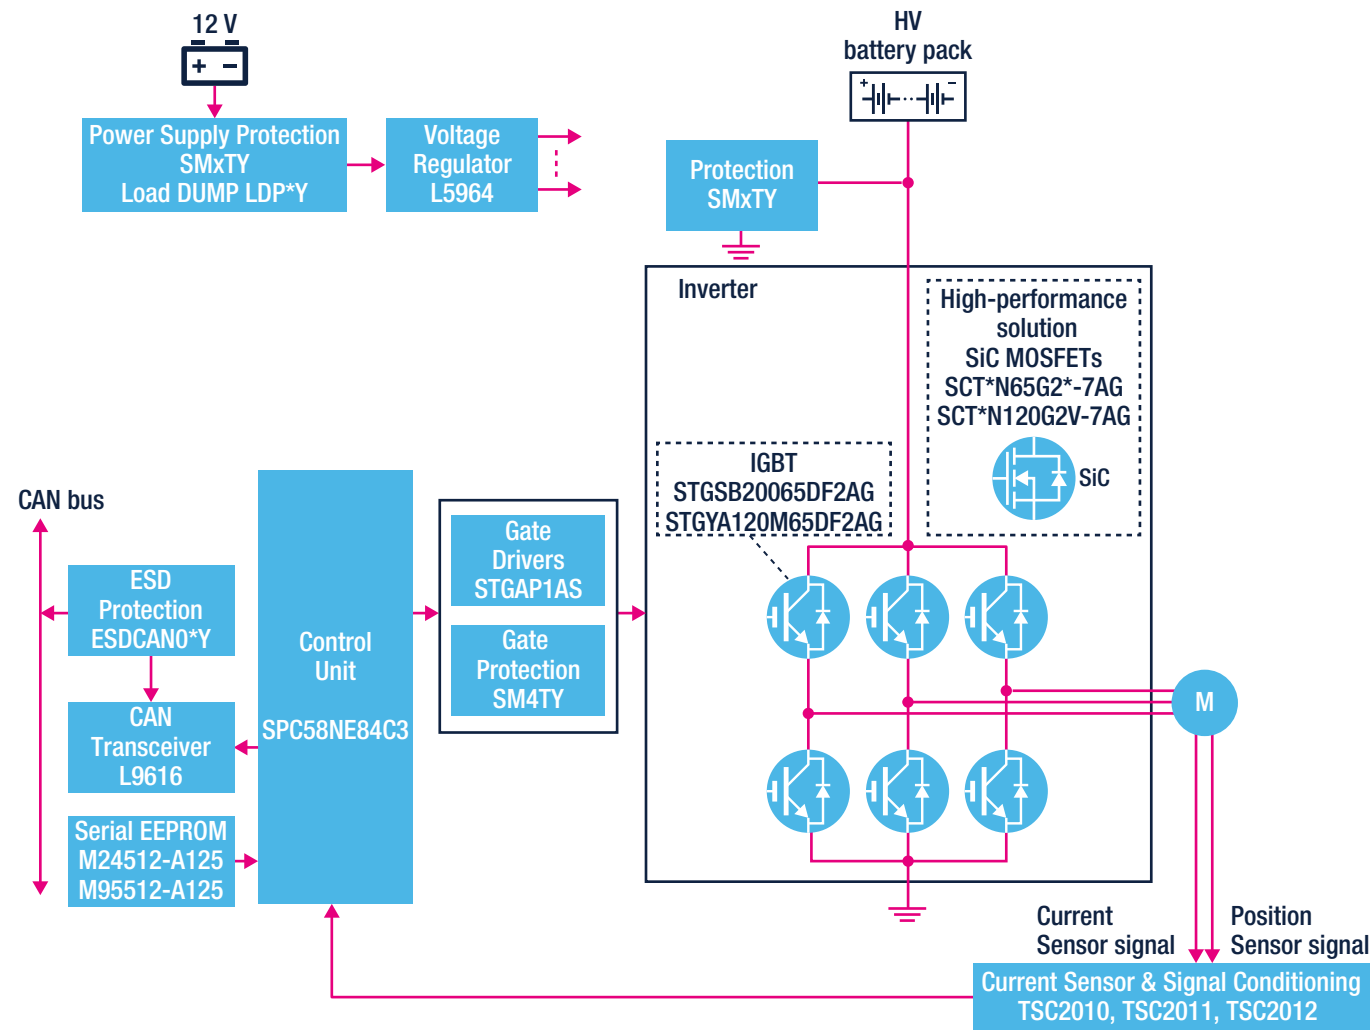 12 V
HV
battery pack
Power Supply Protection
SMxTY
Load DUMP LDP*Y
Voltage
Regulator
L5964
Protection
SMxTY
Inverter
High-performance
solution
SiC MOSFETs
SCT*N65G2*-7AG
SCT*N120G2V-7AG
SiC
IGBT
STGSB20065DF2AG
STGYA120M65DF2AG
CAN bus
ESD
Protection
ESDCAN0*Y
CAN
Transceiver
L9616
Serial EEPROM
M24512-A125
M95512-A125
Control
Unit
SPC58NE84C3
Gate
Drivers
STGAP1AS
Gate
Protection
SM4TY
M
Current
Sensor signal
Position
Sensor signal
Current Sensor & Signal Conditioning
TSC2010, TSC2011, TSC2012